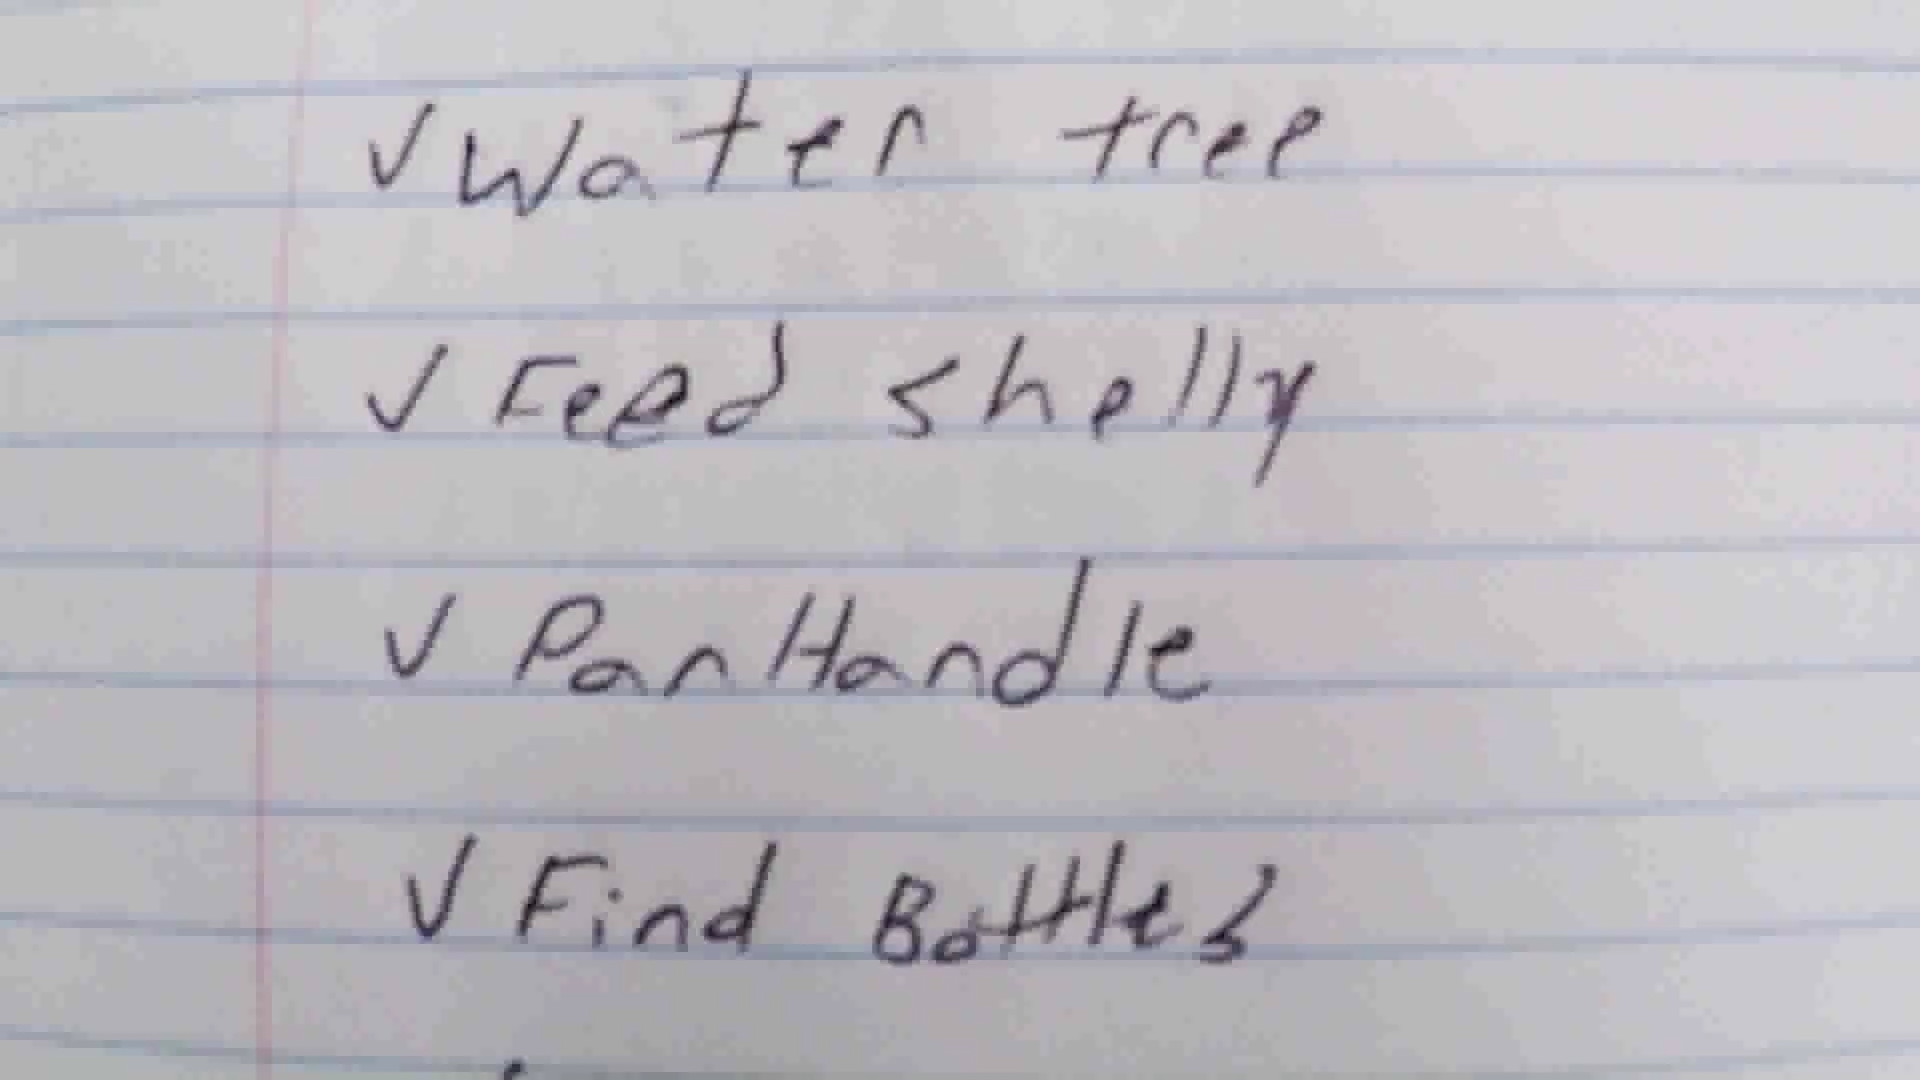 ✓ Water tree
✓ Feed shelly
✓ PanHandle
✓ Find Bottles